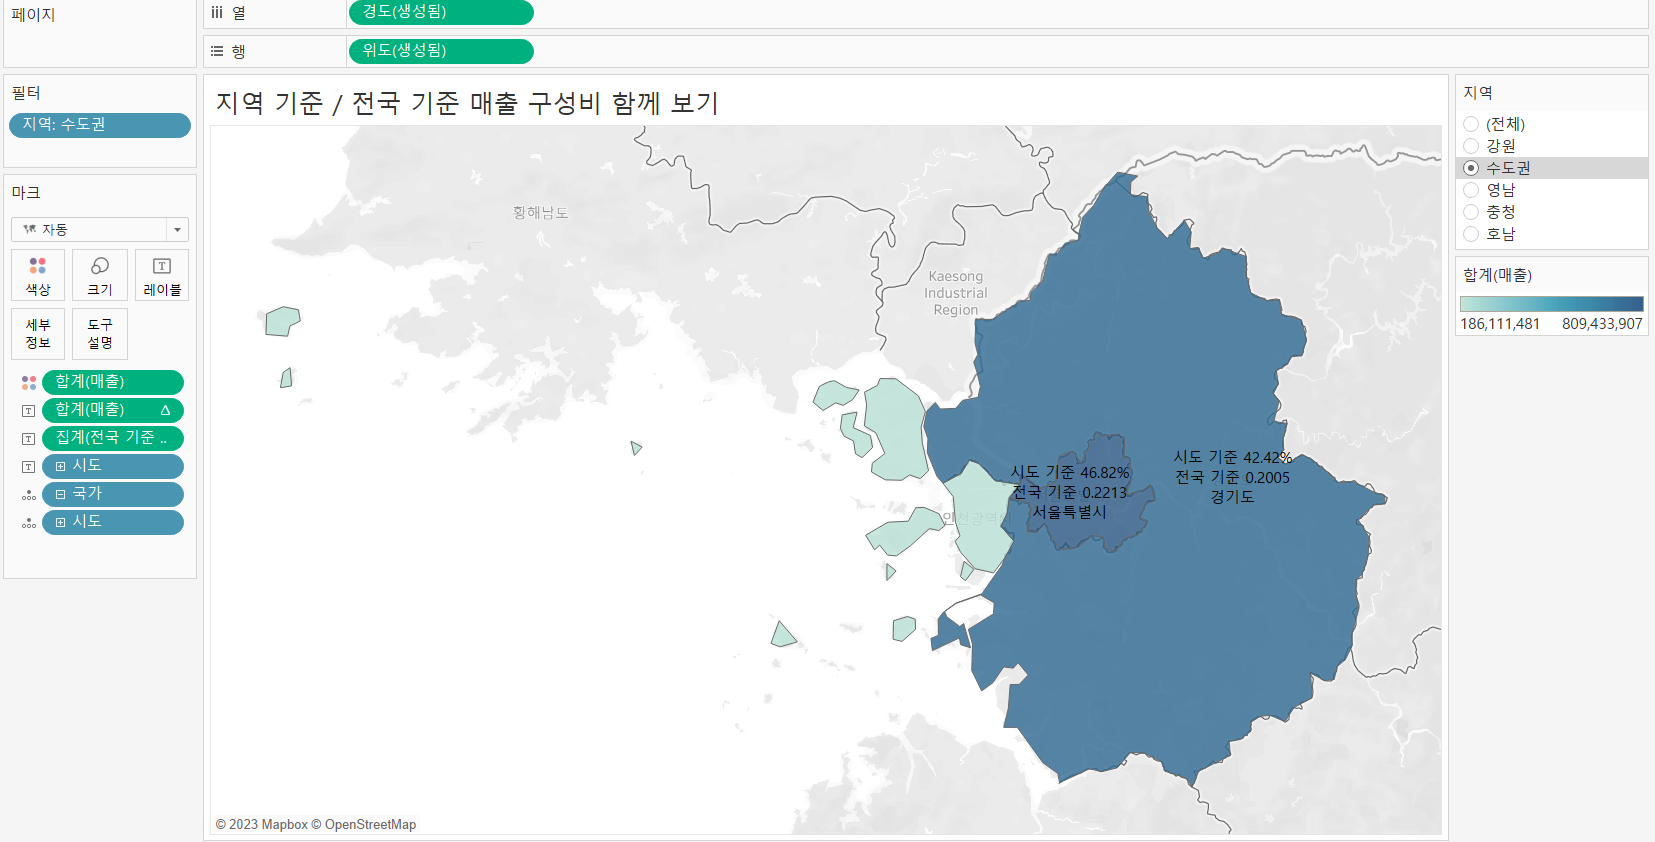 페이지
iii 열
경도(생성됨)
행
위도(생성됨)
필터
지역: 수도권
마크
자동
색상
크기
레이블
세부
정보
도구
설명
합계(매출)
합계(매출) Δ
집계(전국 기준 ..
시도
국가
시도
지역 기준 / 전국 기준 매출 구성비 함께 보기
황해남도
Kaesong
Industrial
Region
시도 기준 46.82%
전국 기준 0.2213
서울특별시
시도 기준 42.42%
전국 기준 0.2005
경기도
인천광역시
© 2023 Mapbox © OpenStreetMap
지역
(전체)
강원
수도권
영남
충청
호남
합계(매출)
186,111,481 809,433,907